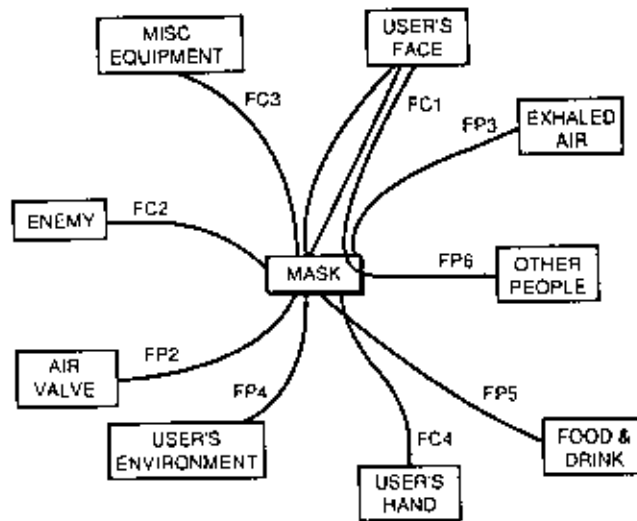 MISC
EQUIPMENT
USER'S
FACE
FC3
FC1
FP3
EXHALED
AIR
ENEMY
FC2
MASK
FP6
OTHER
PEOPLE
AIR
VALVE
FP2
FP4
FP5
USER'S
ENVIRONMENT
FC4
USER'S
HAND
FOOD &
DRINK